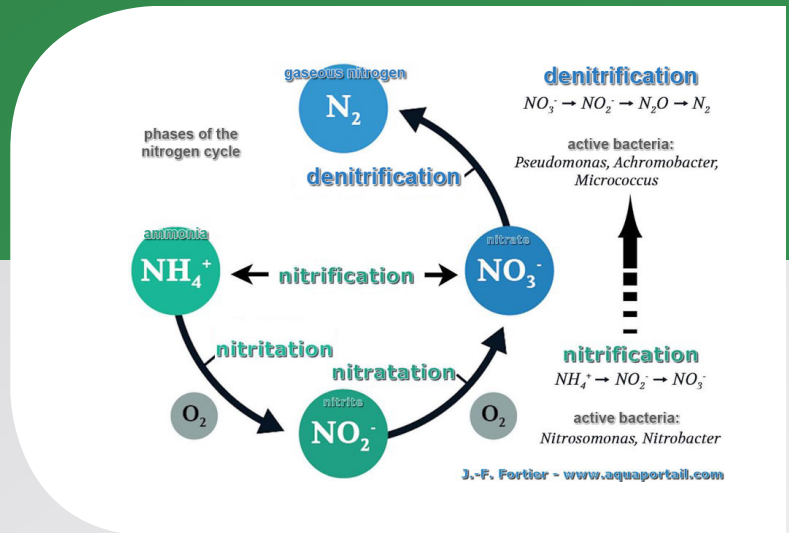 gaseous nitrogen
N₂
phases of the
nitrogen cycle
denitrification
ammonia
NH₄⁺
nitrification
nitrate
NO₃⁻
nitritation
nitratation
O₂
nitrite
NO₂⁻
O₂
denitrification
NO₃⁻ → NO₂⁻ → N₂O → N₂
active bacteria:
Pseudomonas, Achromobacter,
Micrococcus
nitrification
NH₄⁺ → NO₂⁻ → NO₃⁻
active bacteria:
Nitrosomonas, Nitrobacter
J.-F. Fortier - www.aquaportail.com